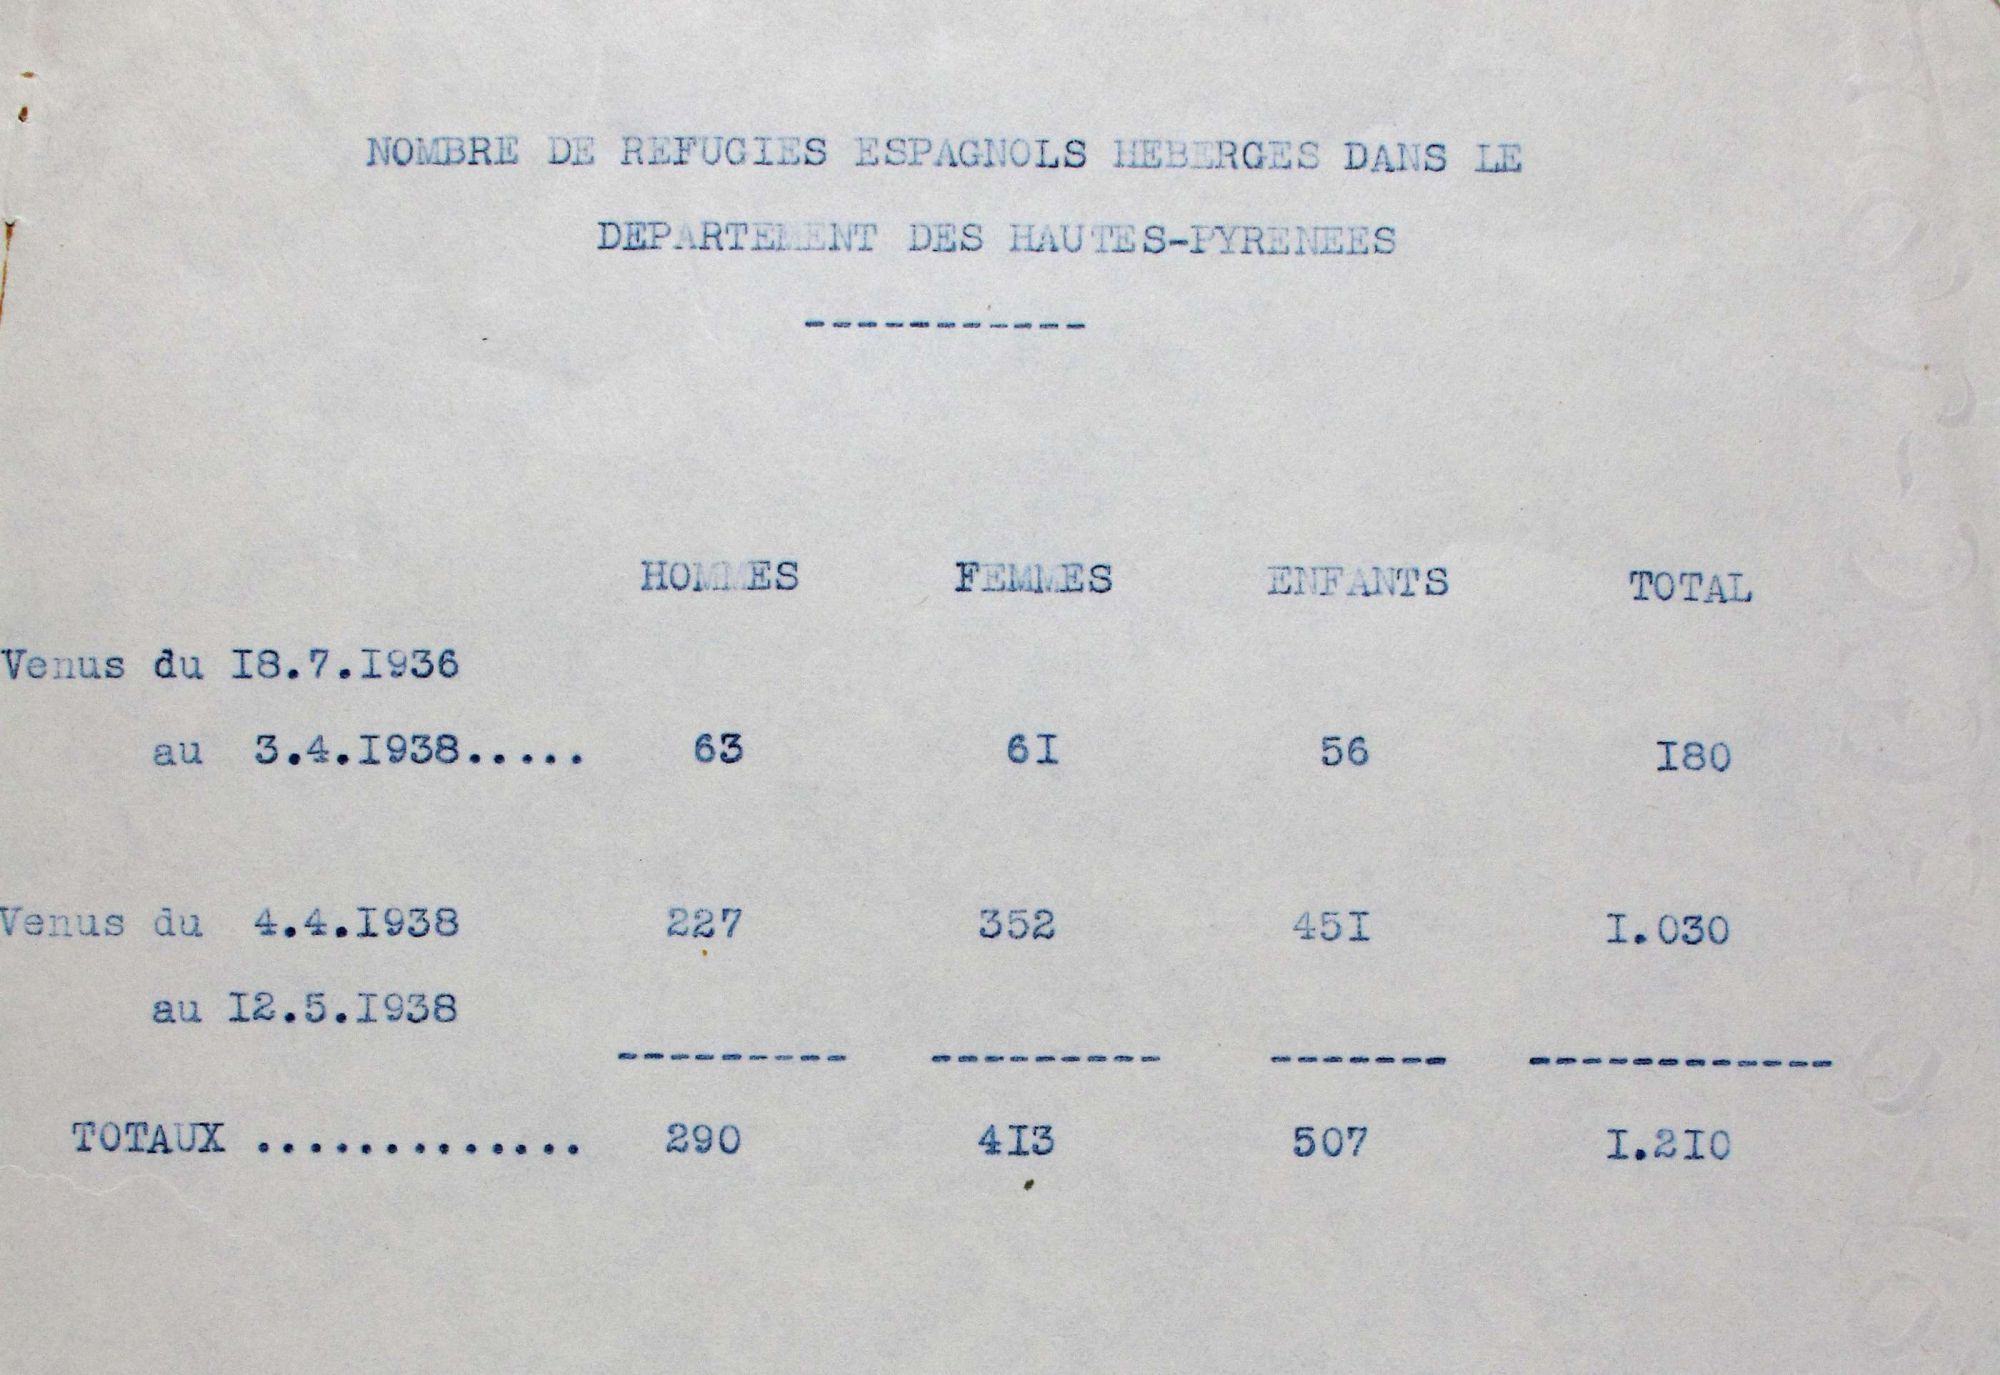 NOMBRE DE REFUGIES ESPAGNOLS HEBERGES DANS LE
DEPARTEMENT DES HAUTES-PYRENEES
-----------
HOMMES FEMMES ENFANTS TOTAL
Venus du I8.7.I936
au 3.4.I938..... 63 6I 56 I80
Venus du 4.4.I938 227 352 45I I.030
au I2.5.I938
--------- --------- ------- ------------
TOTAUX ............. 290 4I3 507 I.2I0